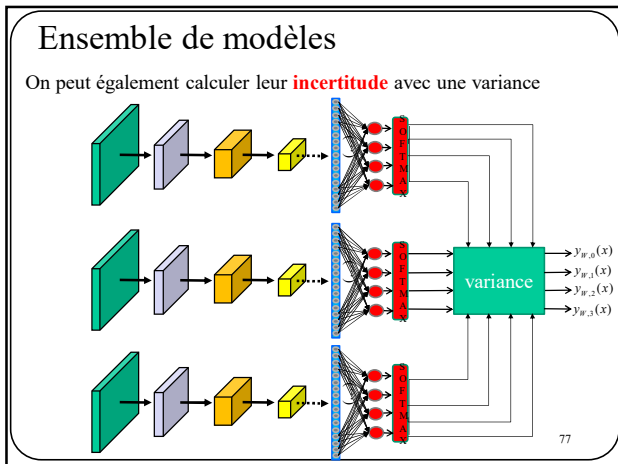 Ensemble de modèles
On peut également calculer leur incertitude avec une variance
SOFTMAX
SOFTMAX
variance
y_{W,0}(x)
y_{W,1}(x)
y_{W,2}(x)
y_{W,3}(x)
SOFTMAX
77